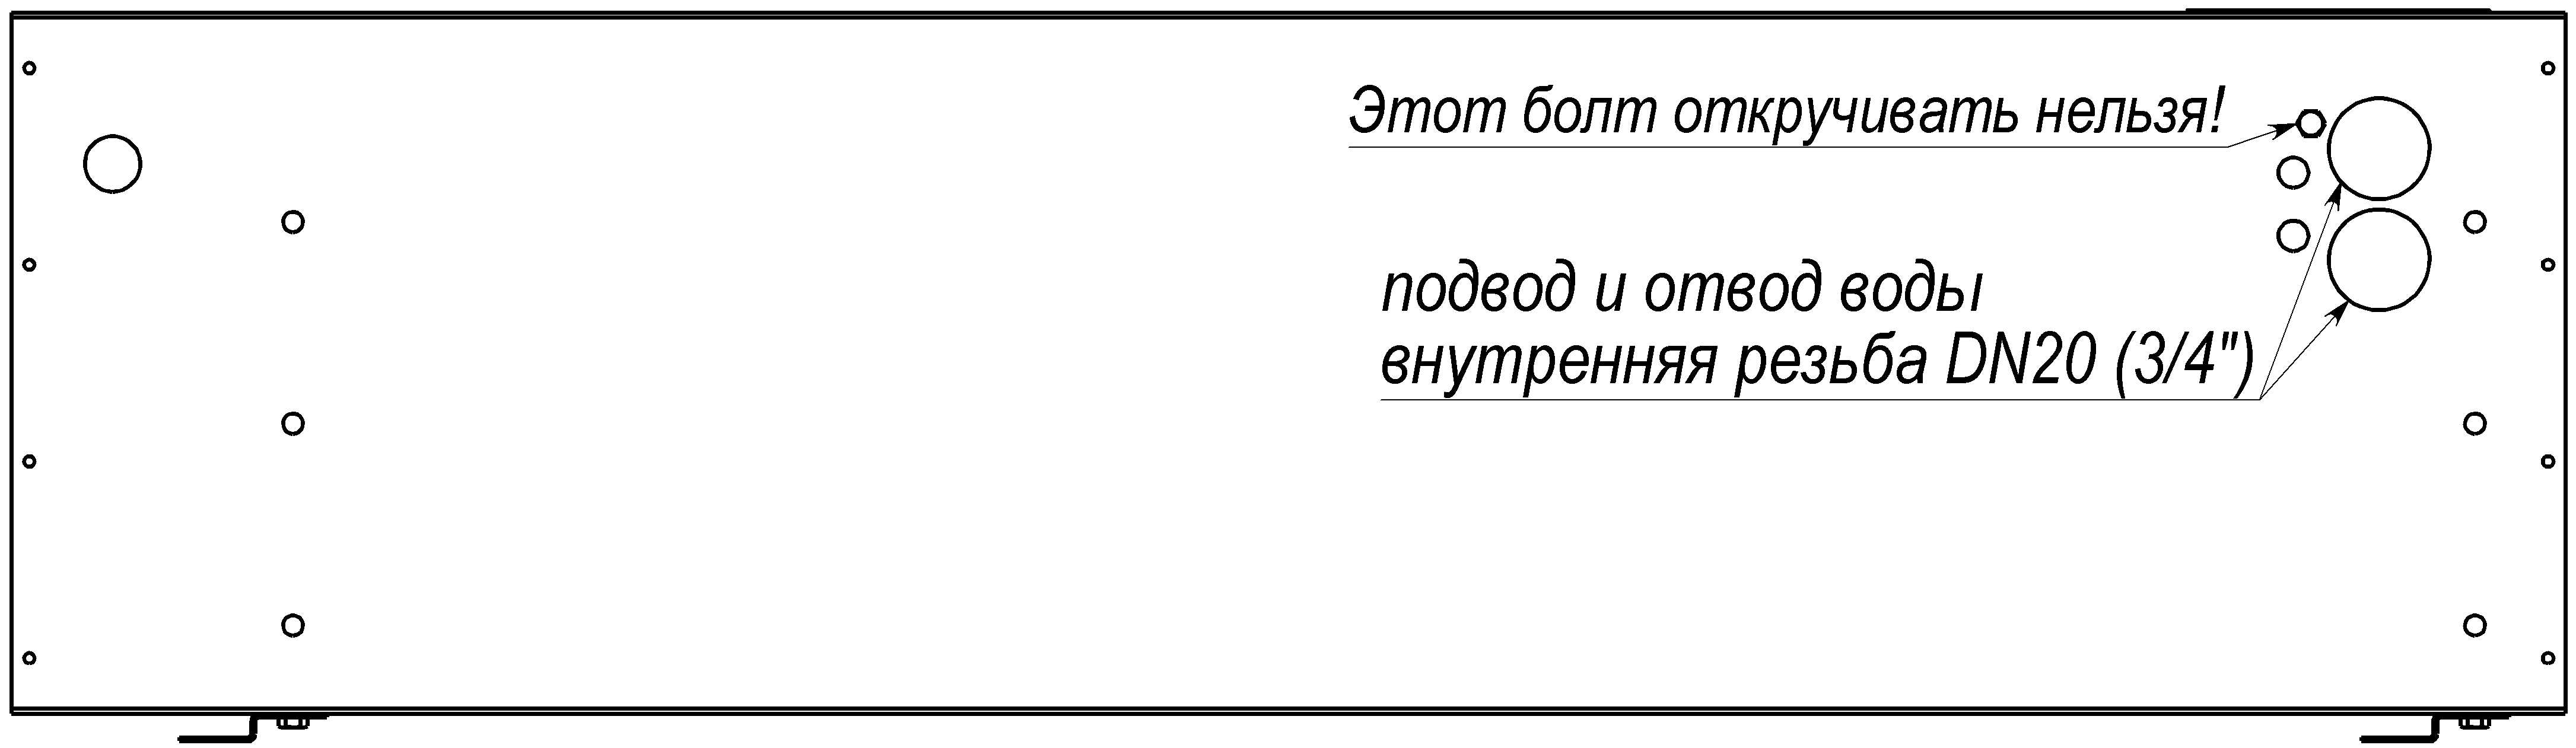 Этот болт откручивать нельзя!
подвод и отвод воды
внутренняя резьба DN20 (3/4")